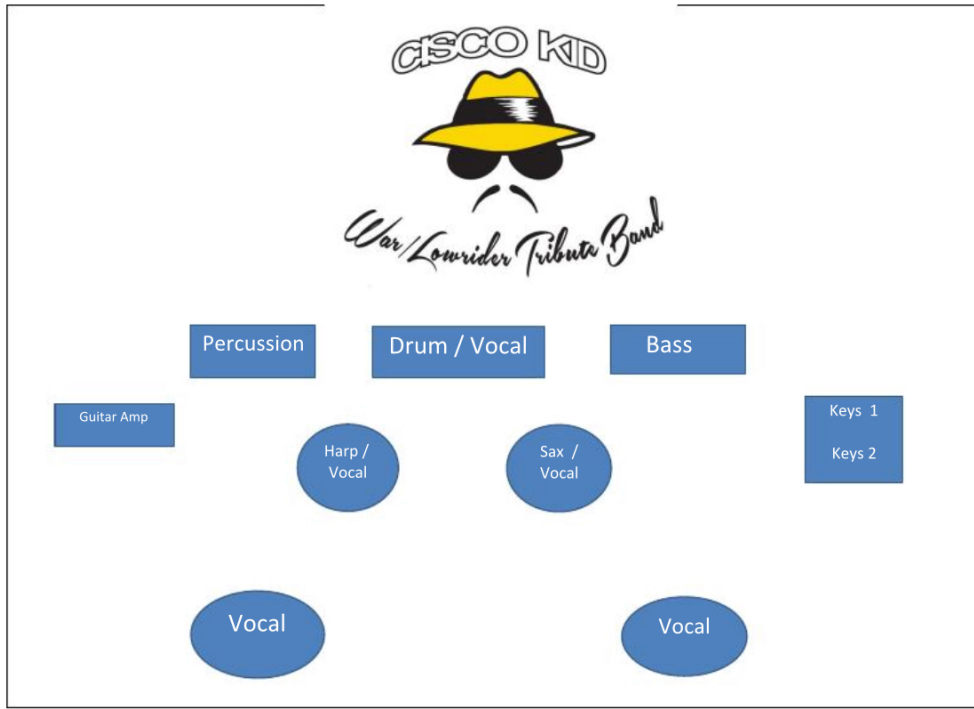 CISCO KID
War/Lowrider Tribute Band
Percussion
Drum / Vocal
Bass
Guitar Amp
Keys 1
Keys 2
Harp /
Vocal
Sax /
Vocal
Vocal
Vocal